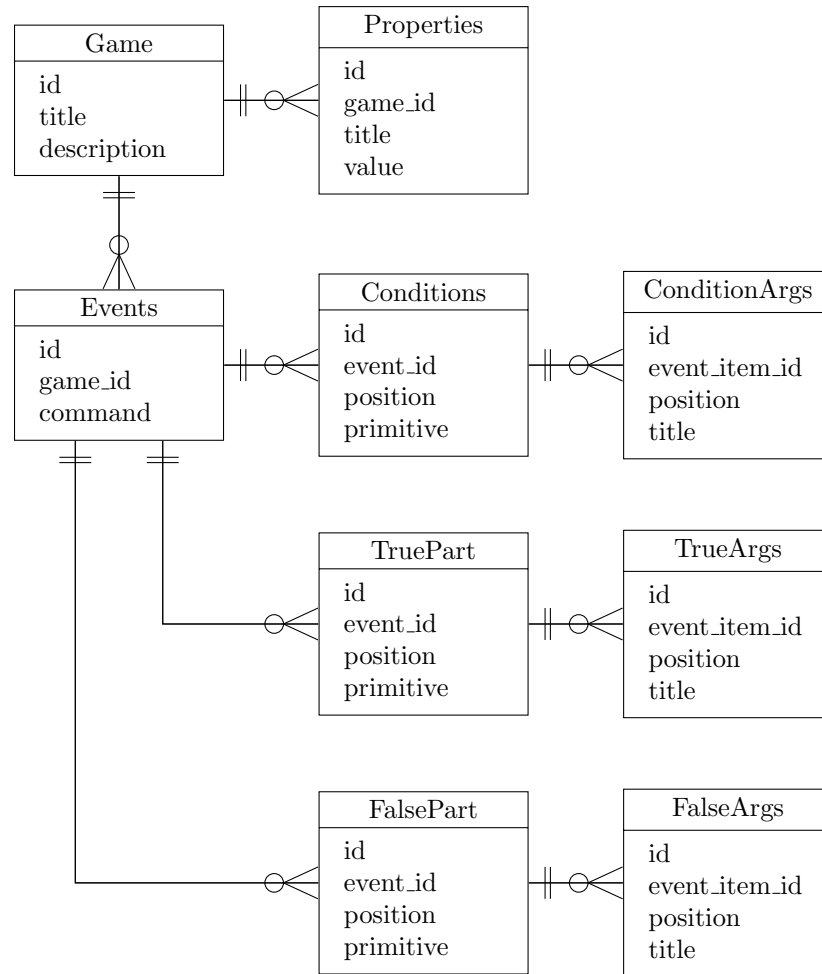 Game
id
title
description
Properties
id
game_id
title
value
Events
id
game_id
command
Conditions
id
event_id
position
primitive
ConditionArgs
id
event_item_id
position
title
TruePart
id
event_id
position
primitive
TrueArgs
id
event_item_id
position
title
FalsePart
id
event_id
position
primitive
FalseArgs
id
event_item_id
position
title